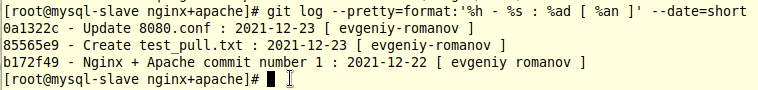 [root@mysql-slave nginx+apache]# git log --pretty=format:'%h - %s : %ad [ %an ]' --date=short
0a1322c - Update 8080.conf : 2021-12-23 [ evgeniy-romanov ]
85565e9 - Create test_pull.txt : 2021-12-23 [ evgeniy-romanov ]
b172f49 - Nginx + Apache commit number 1 : 2021-12-22 [ evgeniy romanov ]
[root@mysql-slave nginx+apache]#